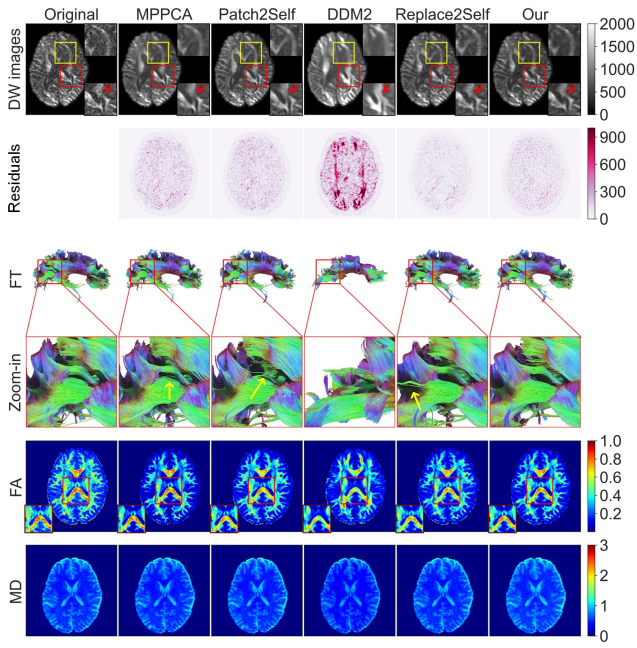 Original MPPCA Patch2Self DDM2 Replace2Self Our
DW images
2000
1500
1000
500
0
Residuals
900
600
300
0
FT
Zoom-in
FA
1.0
0.8
0.6
0.4
0.2
MD
3
2
1
0